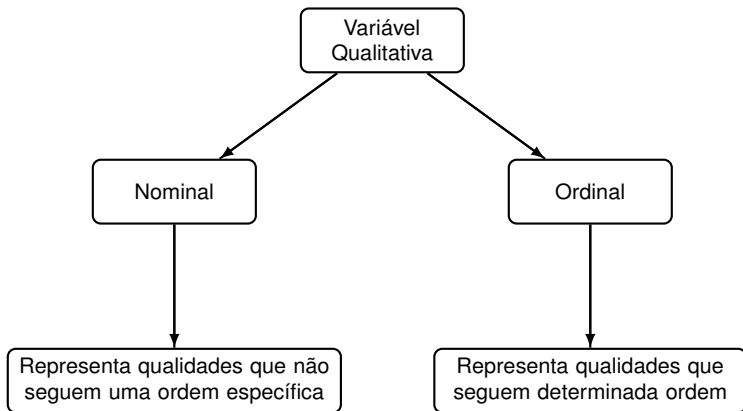 Variável
Qualitativa
Nominal
Ordinal
Representa qualidades que não
seguem uma ordem específica
Representa qualidades que
seguem determinada ordem